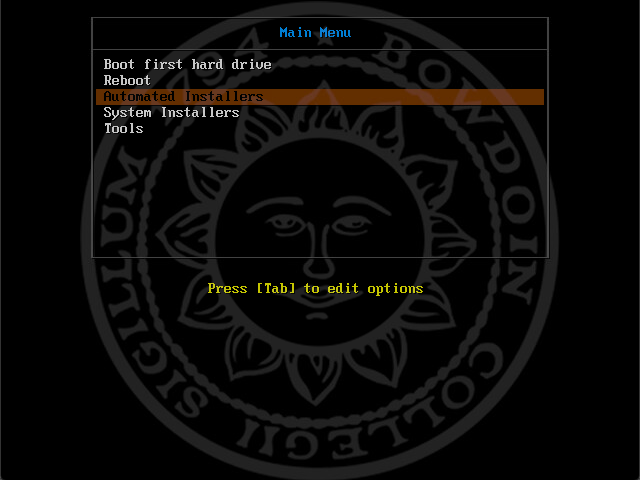 Main Menu
Boot first hard drive
Reboot
Automated Installers
System Installers
Tools
Press [Tab] to edit options
SIGILLUM 1794 * BOWDOIN COLLEGII